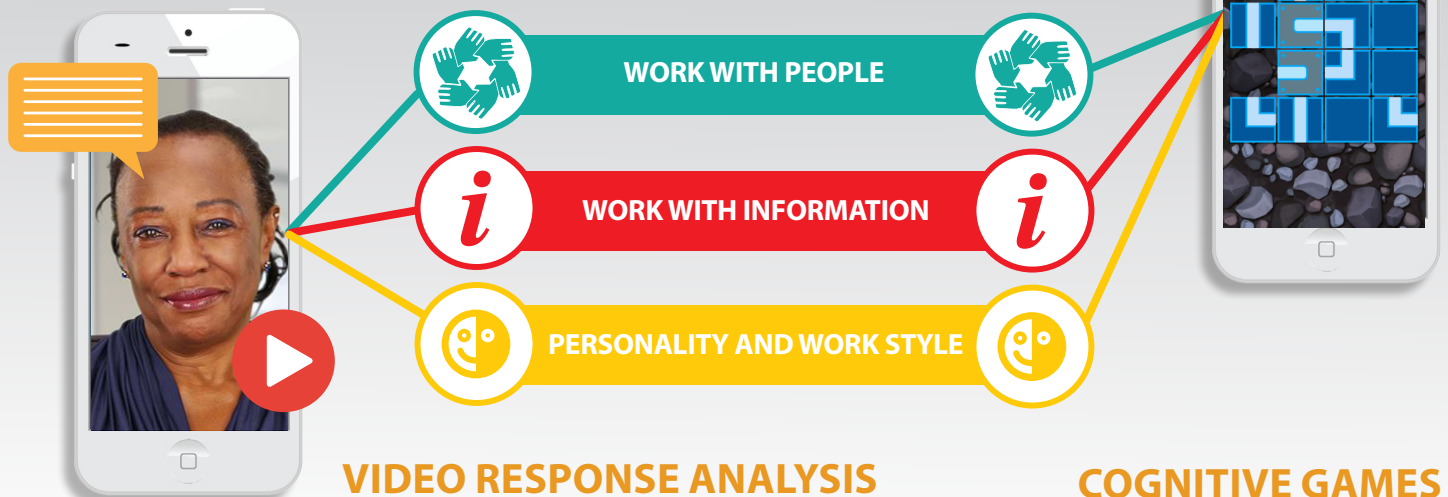 WORK WITH PEOPLE
i
WORK WITH INFORMATION
i
PERSONALITY AND WORK STYLE
VIDEO RESPONSE ANALYSIS
COGNITIVE GAMES